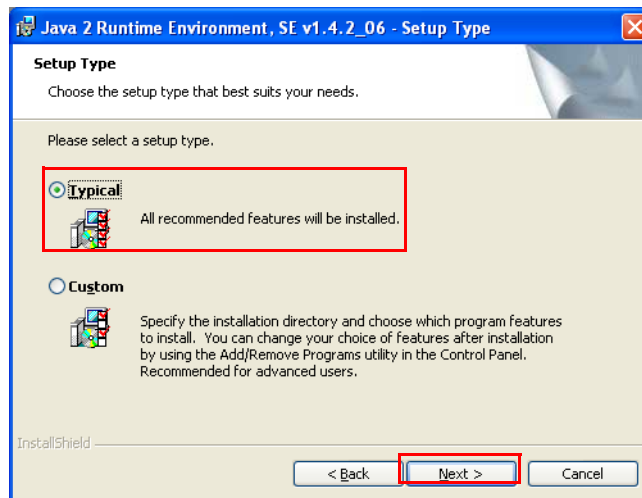 Java 2 Runtime Environment, SE v1.4.2_06 - Setup Type
Setup Type
Choose the setup type that best suits your needs.
Please select a setup type.
Typical
All recommended features will be installed.
Custom
Specify the installation directory and choose which program features
to install. You can change your choice of features after installation
by using the Add/Remove Programs utility in the Control Panel.
Recommended for advanced users.
InstallShield
< Back Next > Cancel